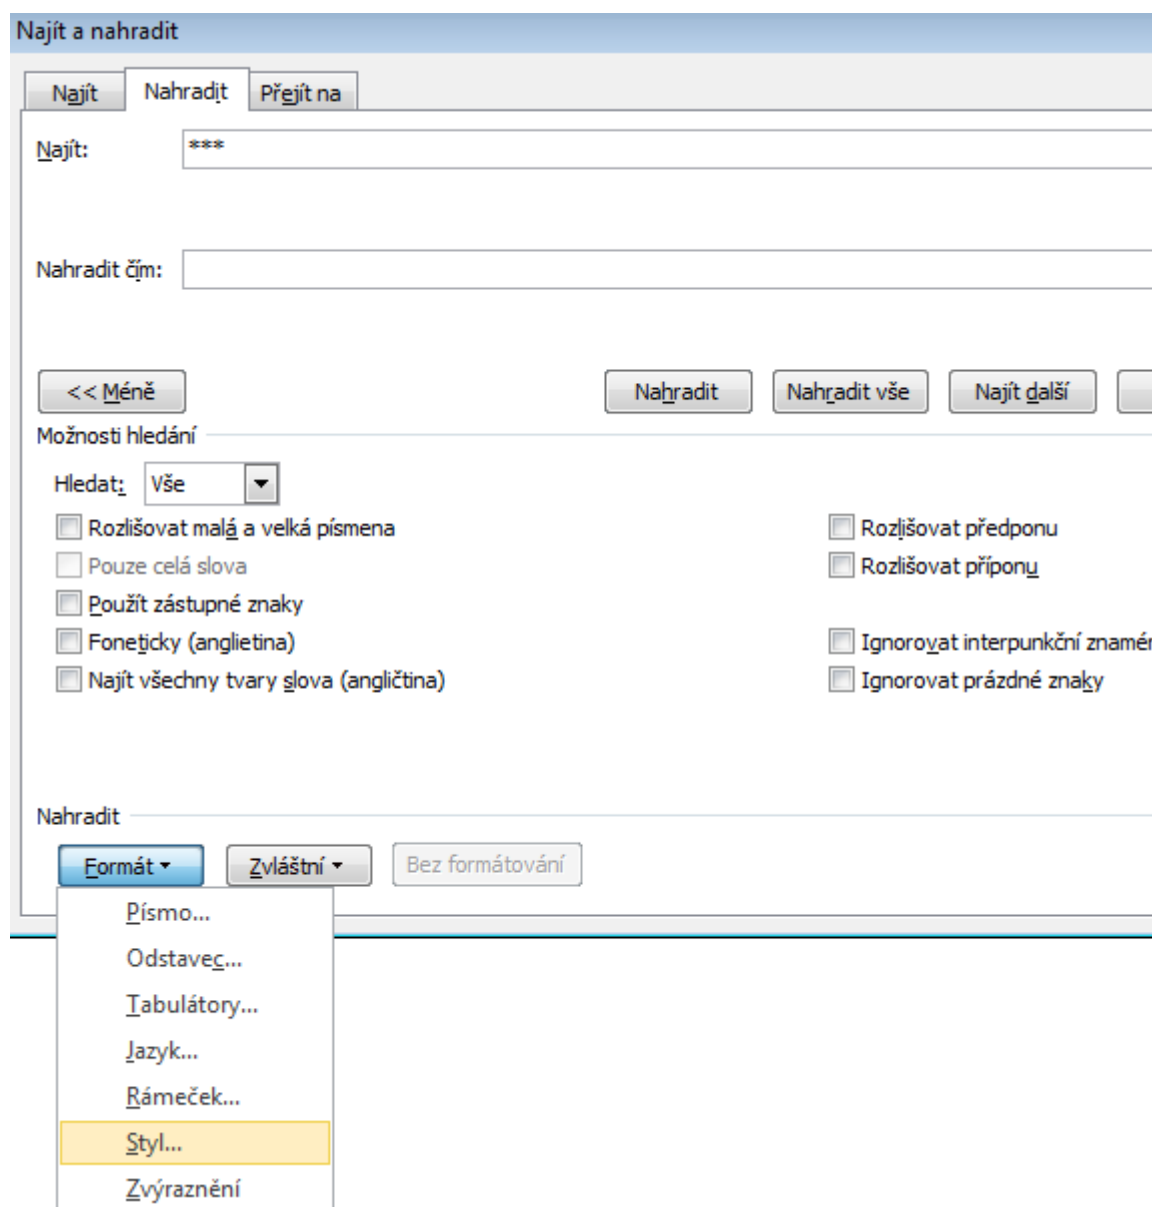 Najít a nahradit
Najít Nahradit Přejít na
Najít: ***
Nahradit čím:
<< Méně Nahradit Nahradit vše Najít další
Možnosti hledání
Hledat: Vše
Rozlišovat malá a velká písmena Rozlišovat předponu
Pouze celá slova Rozlišovat příponu
Použít zástupné znaky
Foneticky (anglietina) Ignorovat interpunkční
Najít všechny tvary slova (angličtina) Ignorovat prázdné znaky
Nahradit
Formát Zvláštní Bez formátování
Písmo...
Odstavec...
Tabulátory...
Jazyk...
Rámeček...
Styl...
Zvýraznění